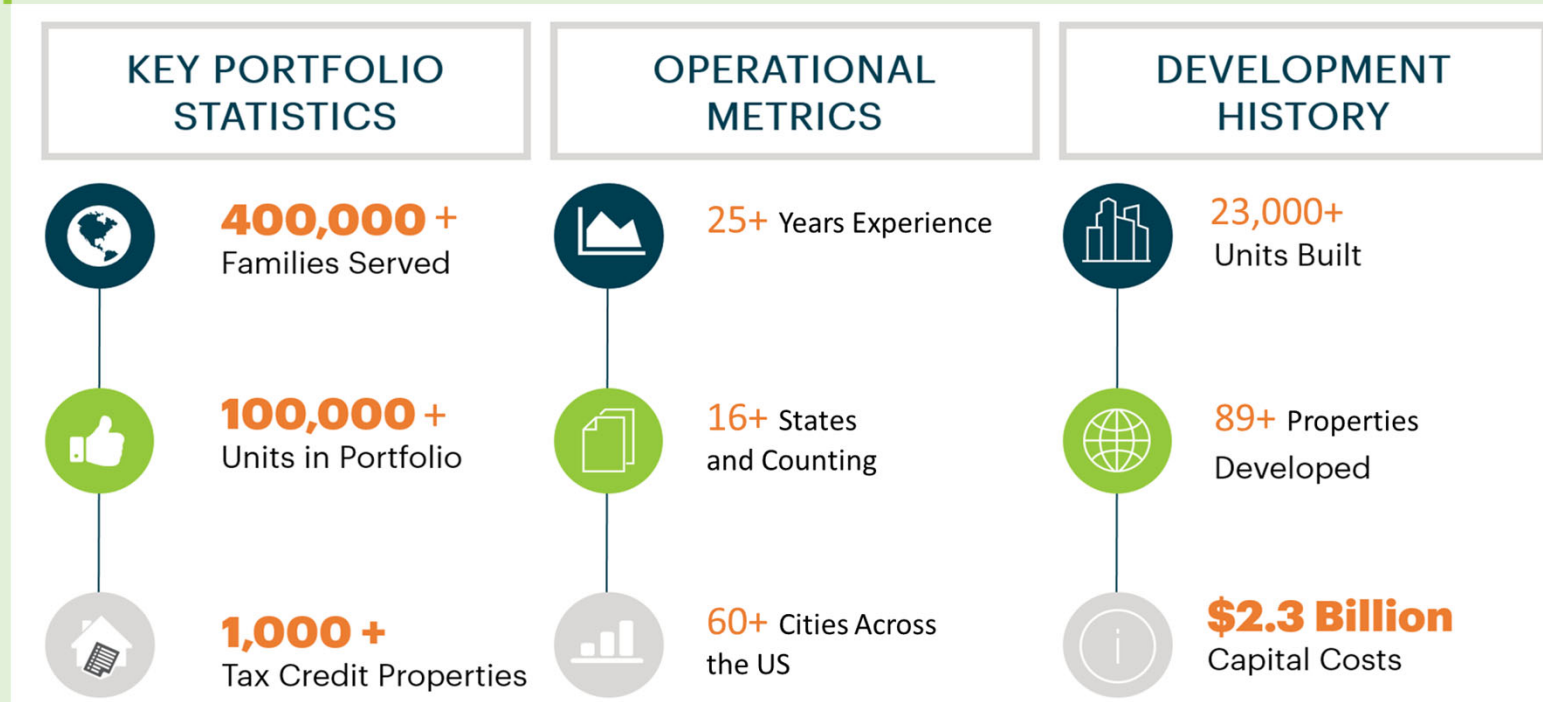 KEY PORTFOLIO
STATISTICS
400,000 +
Families Served
100,000 +
Units in Portfolio
1,000 +
Tax Credit Properties
OPERATIONAL
METRICS
25+ Years Experience
16+ States
and Counting
60+ Cities Across
the US
DEVELOPMENT
HISTORY
23,000+
Units Built
89+ Properties
Developed
$2.3 Billion
Capital Costs